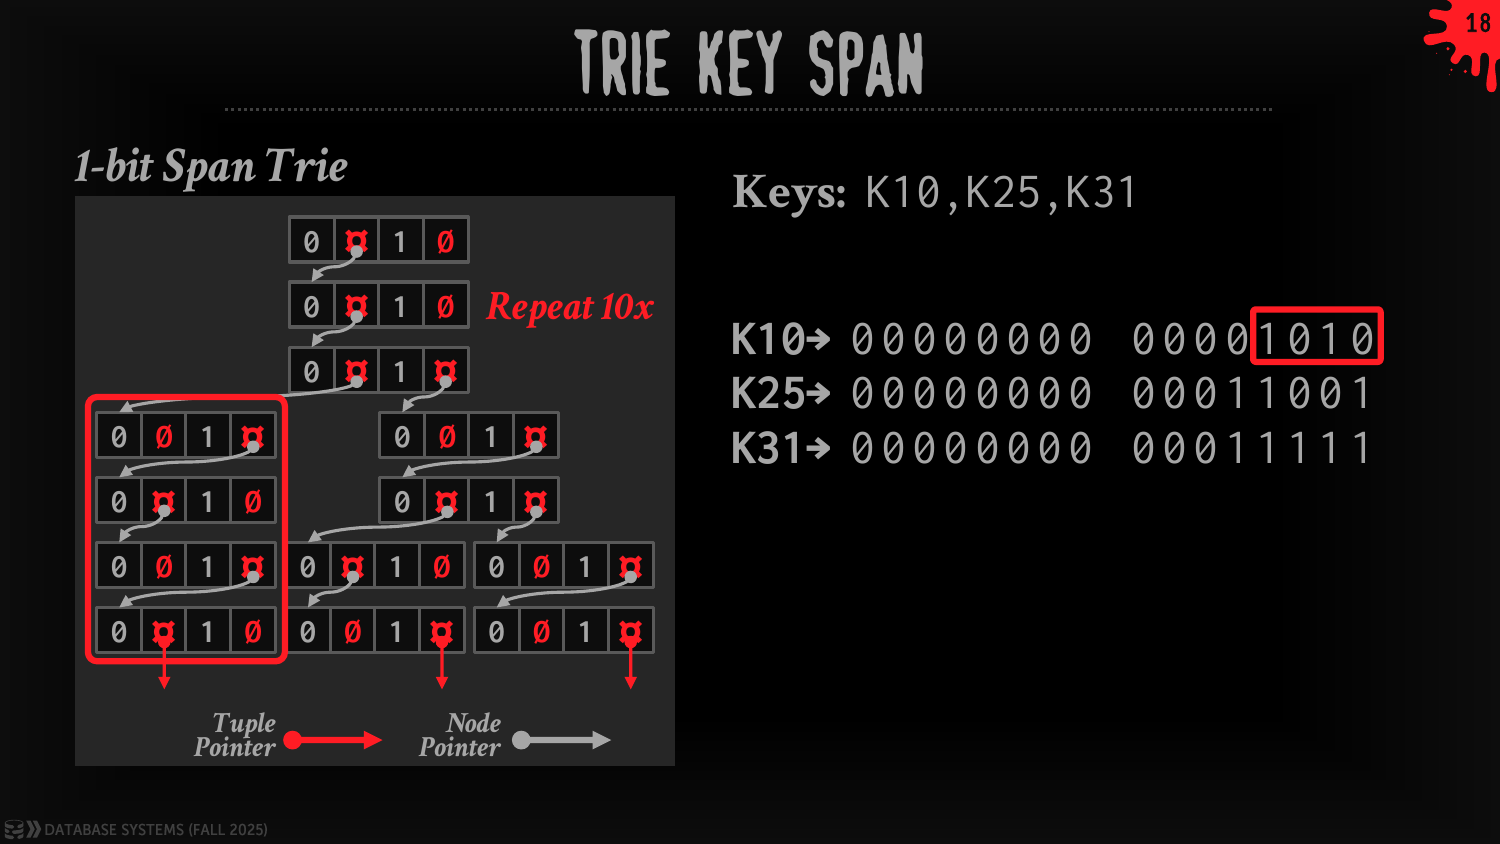 18
TRIE KEY SPAN
1-bit Span Trie
Keys: K10,K25,K31
0 ¤ 1 Ø
0 ¤ 1 Ø
Repeat 10x
0 ¤ 1 ¤
K10→ 00000000 00001010
K25→ 00000000 00011001
K31→ 00000000 00011111
0 Ø 1 ¤ 0 Ø 1 ¤
0 ¤ 1 Ø 0 ¤ 1 ¤
0 Ø 1 ¤ 0 ¤ 1 Ø 0 Ø 1 ¤
0 ¤ 1 Ø 0 Ø 1 ¤ 0 Ø 1 ¤
Tuple
Pointer
Node
Pointer
DATABASE SYSTEMS (FALL 2025)